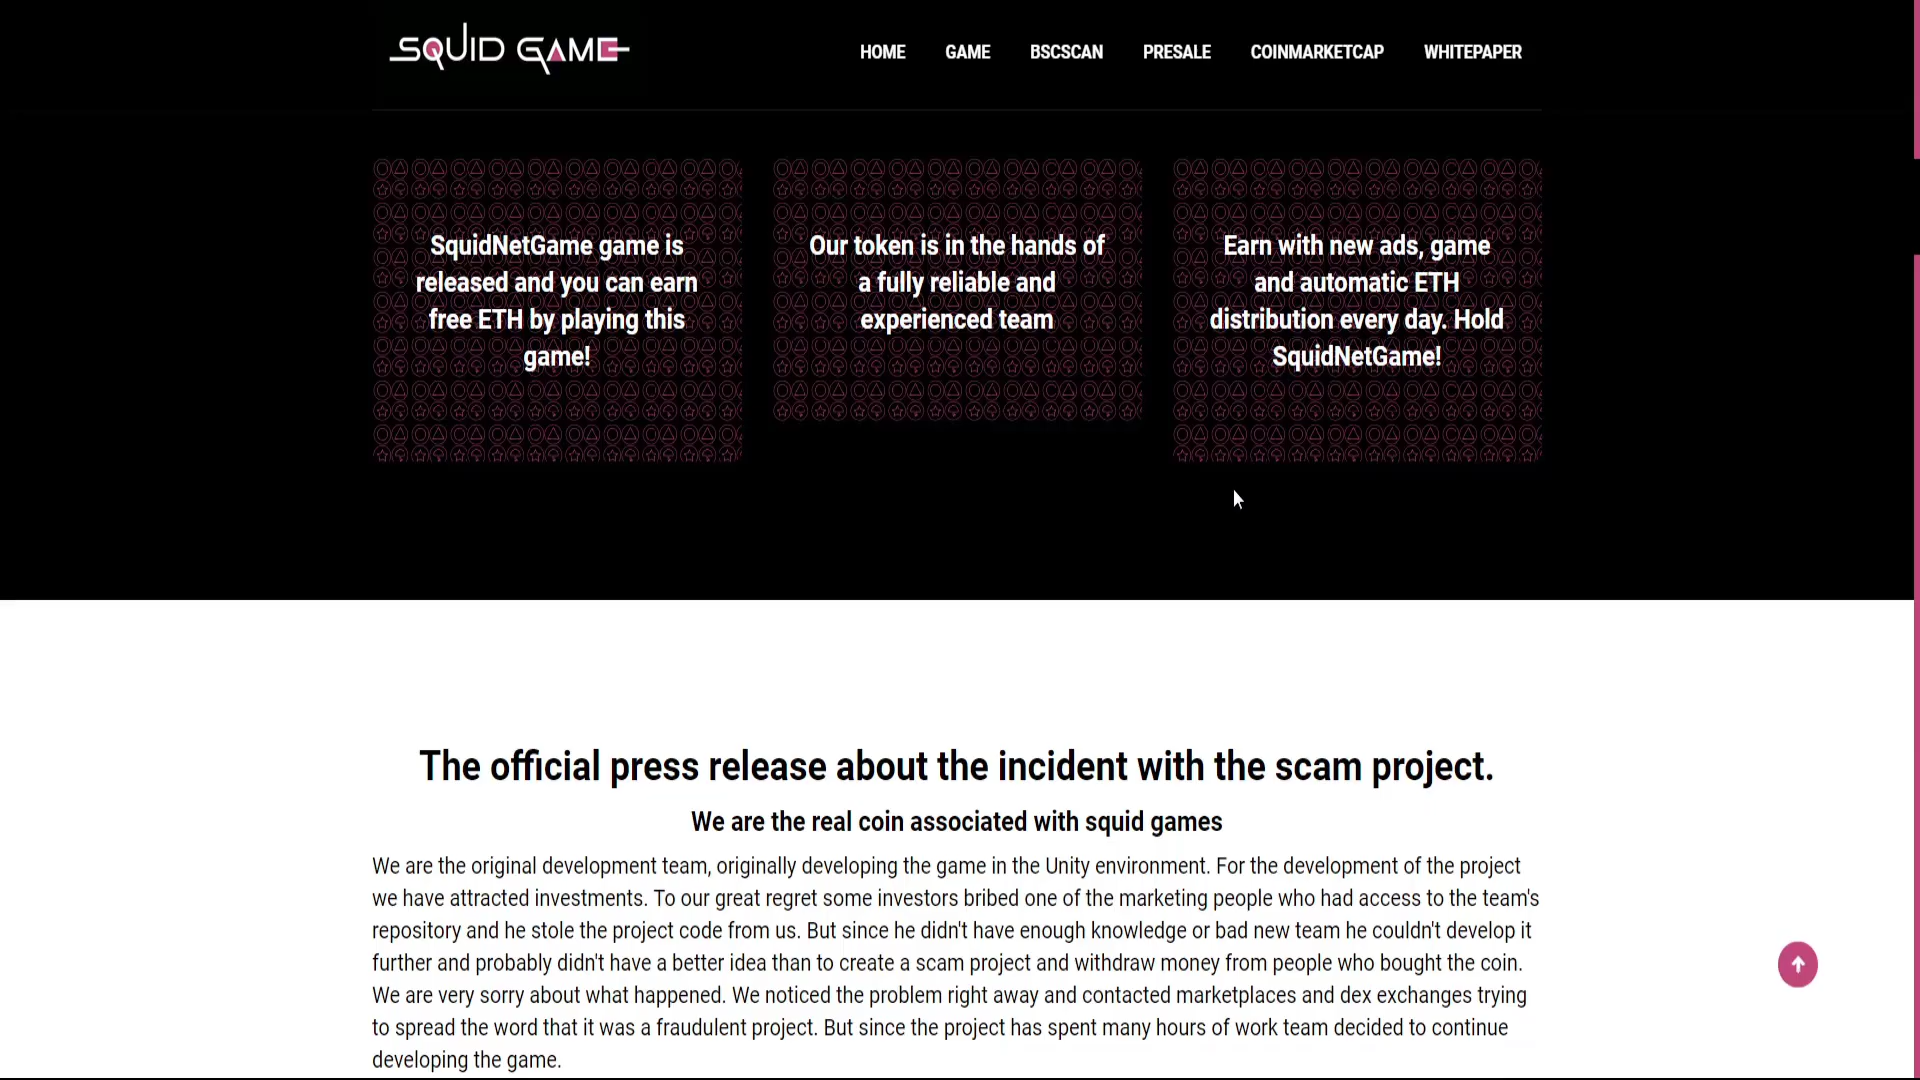 SQUID GAME
HOME GAME BSCSCAN PRESALE COINMARKETCAP WHITEPAPER
SquidNetGame game is
released and you can earn
free ETH by playing this
game!
Our token is in the hands of
a fully reliable and
experienced team
Earn with new ads, game
and automatic ETH
distribution every day. Hold
SquidNetGame!
The official press release about the incident with the scam project.
We are the real coin associated with squid games
We are the original development team, originally developing the game in the Unity environment. For the development of the project
we have attracted investments. To our great regret some investors bribed one of the marketing people who had access to the team's
repository and he stole the project code from us. But since he didn't have enough knowledge or bad new team he couldn't develop it
further and probably didn't have a better idea than to create a scam project and withdraw money from people who bought the coin.
We are very sorry about what happened. We noticed the problem right away and contacted marketplaces and dex exchanges trying
to spread the word that it was a fraudulent project. But since the project has spent many hours of work team decided to continue
developing the game.